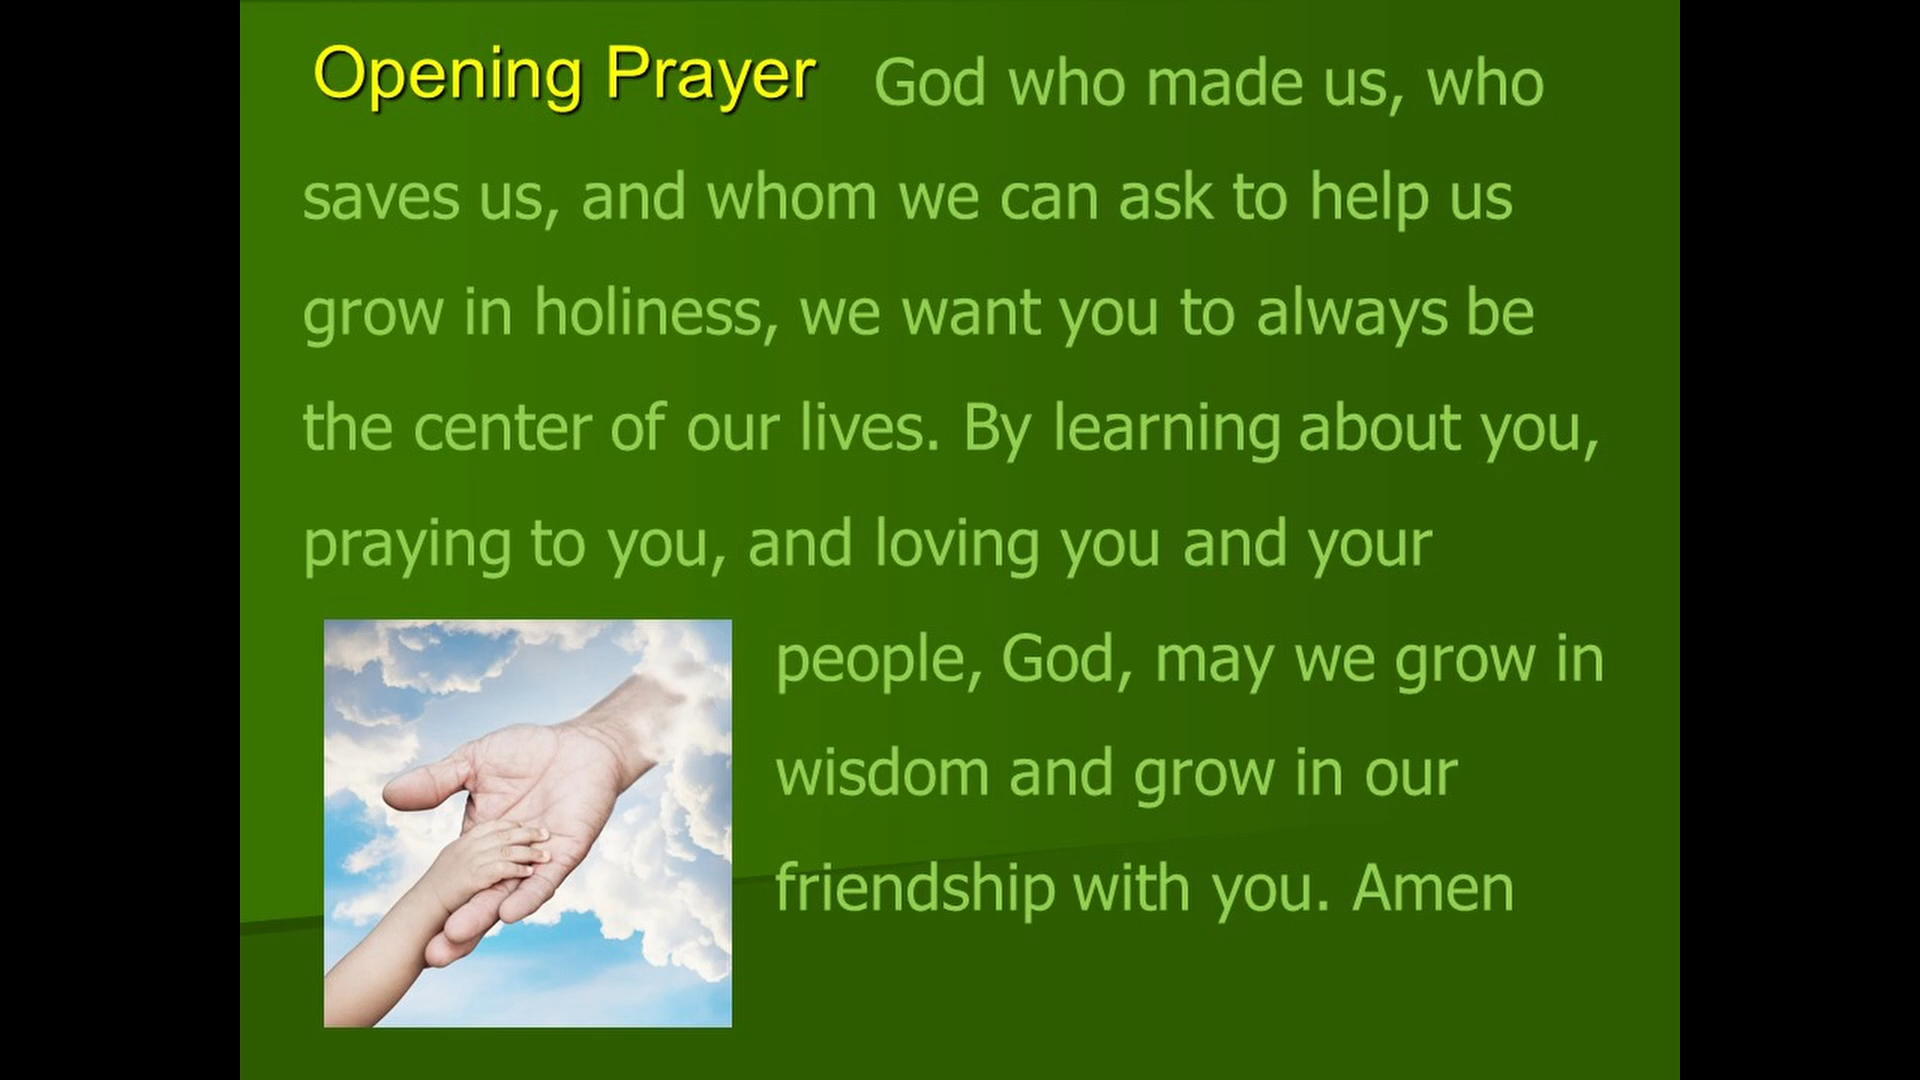 Opening Prayer God who made us, who
saves us, and whom we can ask to help us
grow in holiness, we want you to always be
the center of our lives. By learning about you,
praying to you, and loving you and your
people, God, may we grow in
wisdom and grow in our
friendship with you. Amen